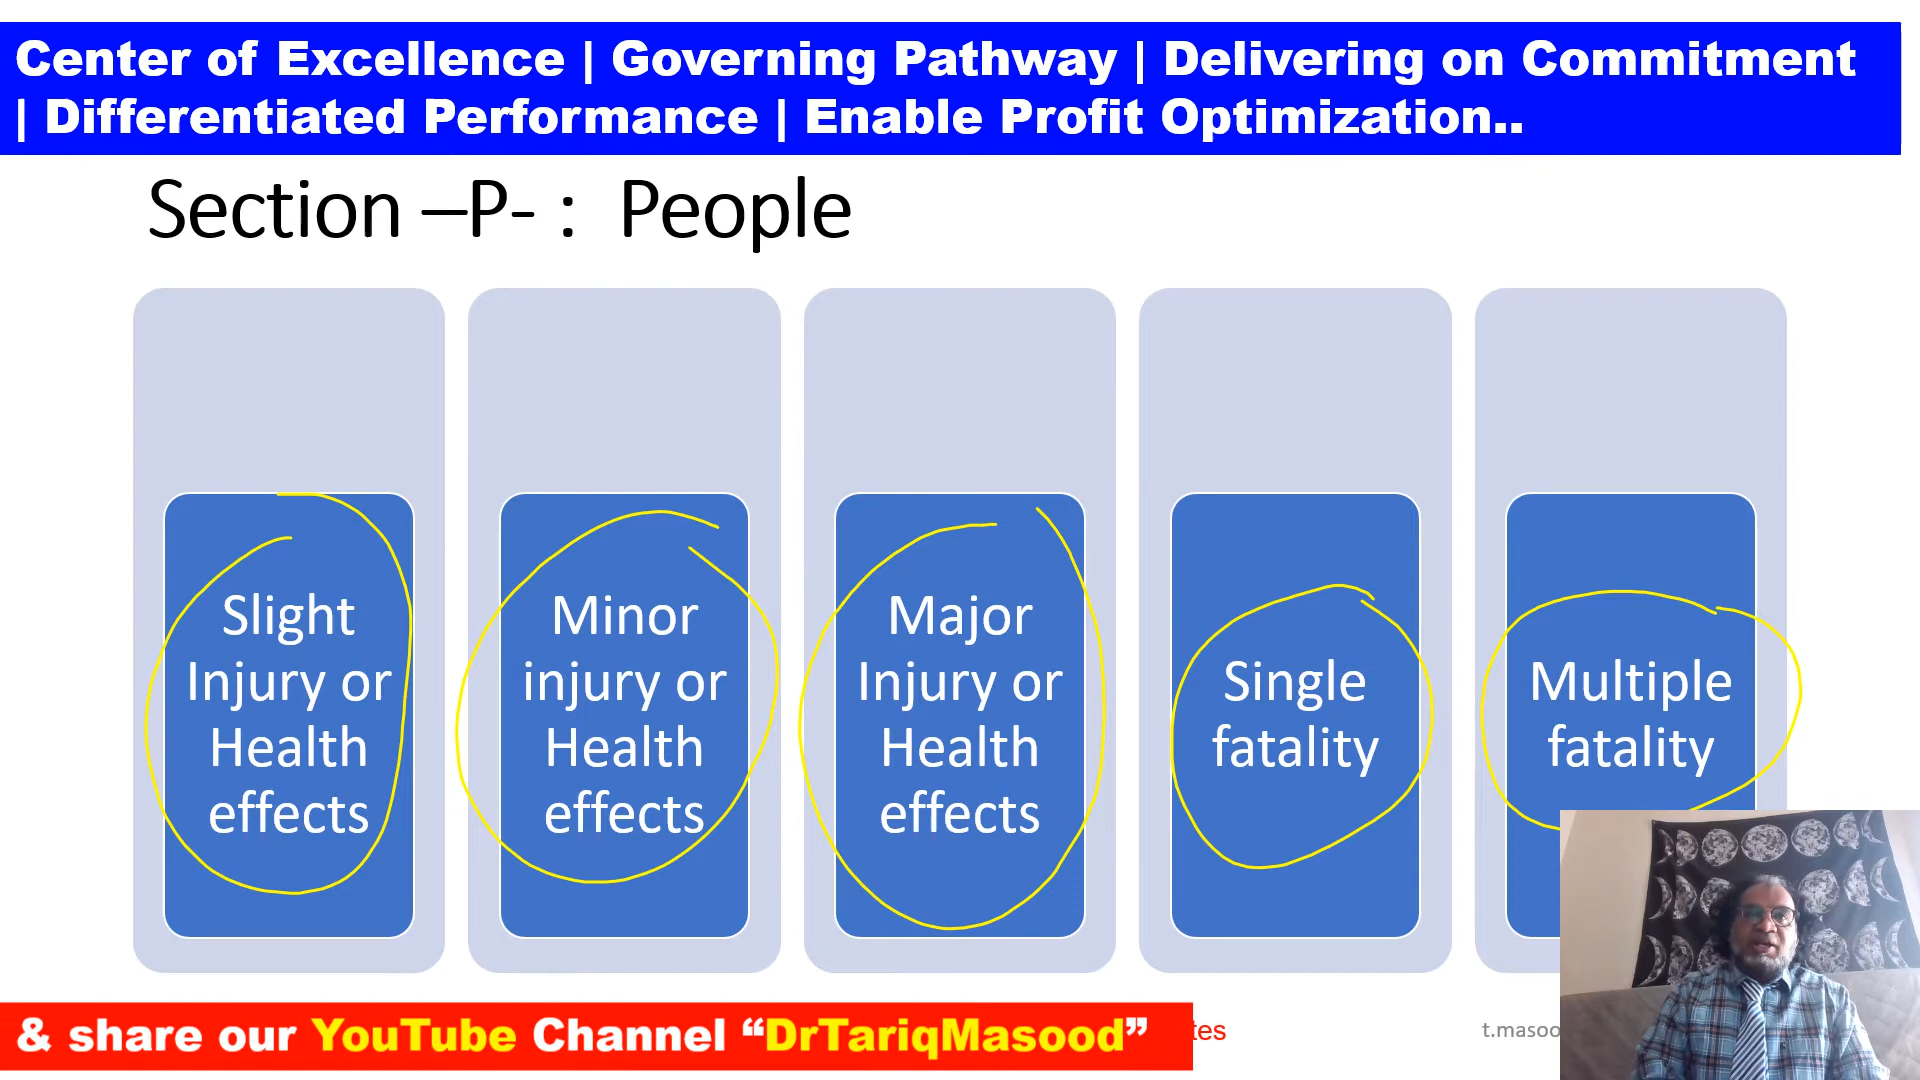 Center of Excellence | Governing Pathway | Delivering on Commitment
| Differentiated Performance | Enable Profit Optimization..
Section –P- : People
Slight
Injury or
Health
effects
Minor
injury or
Health
effects
Major
Injury or
Health
effects
Single
fatality
Multiple
fatality
& share our YouTube Channel “DrTariqMasood”